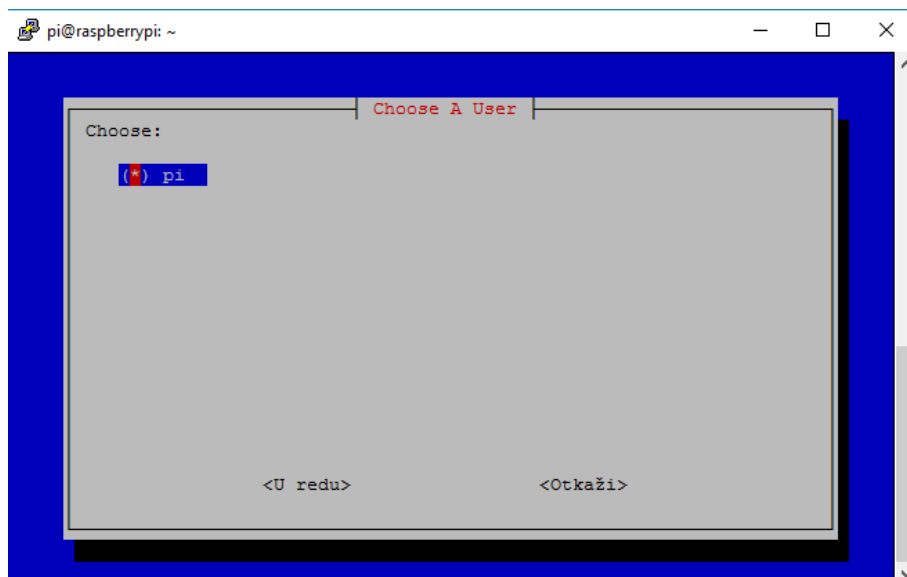 pi@raspberrypi: ~
Choose A User
Choose:
(*) pi
<U redu> <Otkaži>